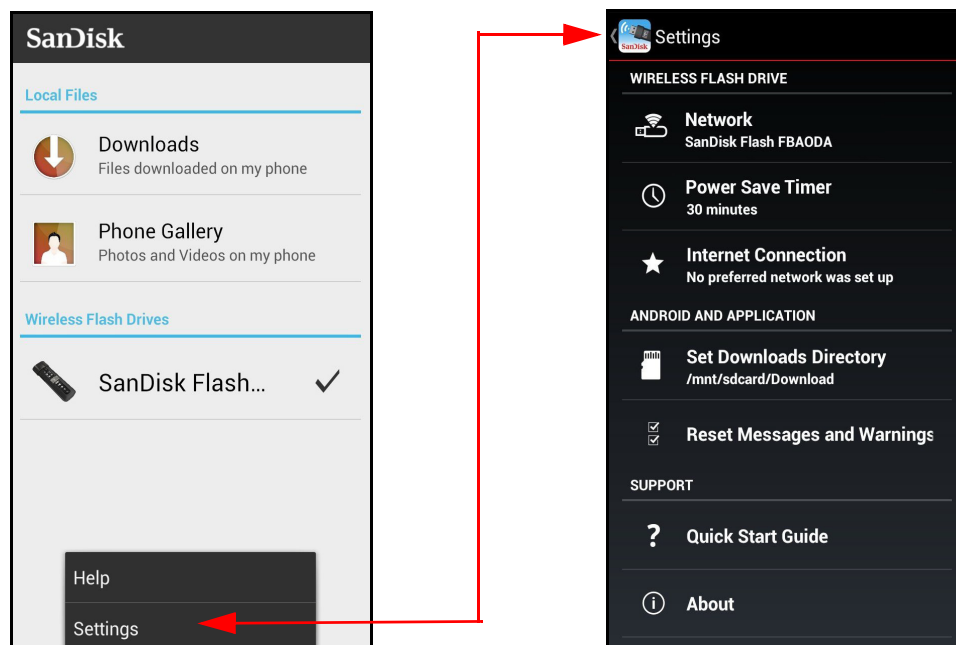 SanDisk
Local Files
Downloads
Files downloaded on my phone
Phone Gallery
Photos and Videos on my phone
Wireless Flash Drives
SanDisk Flash...
Help
Settings
SanDisk
Settings
WIRELESS FLASH DRIVE
Network
SanDisk Flash FBAODA
Power Save Timer
30 minutes
Internet Connection
No preferred network was set up
ANDROID AND APPLICATION
Set Downloads Directory
/mnt/sdcard/Download
Reset Messages and Warnings
SUPPORT
?
Quick Start Guide
About